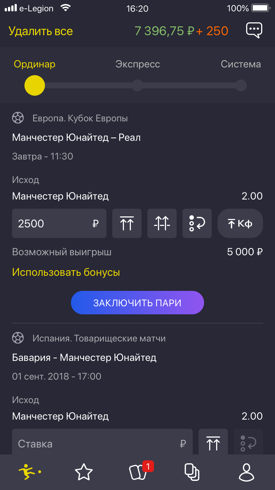 e-Legion 16:20 100%
Удалить все 7 396,75 ₽ + 250
Ординар Экспресс Система
Европа. Кубок Европы
Манчестер Юнайтед – Реал
Завтра - 11:30
Исход
Манчестер Юнайтед 2.00
2500 ₽ Кф
Возможный выигрыш 5 000 ₽
Использовать бонусы
ЗАКЛЮЧИТЬ ПАРИ
Испания. Товарищеские матчи
Бавария - Манчестер Юнайтед
01 сент. 2018 - 17:00
Исход
Манчестер Юнайтед 2.00
Ставка ₽
1